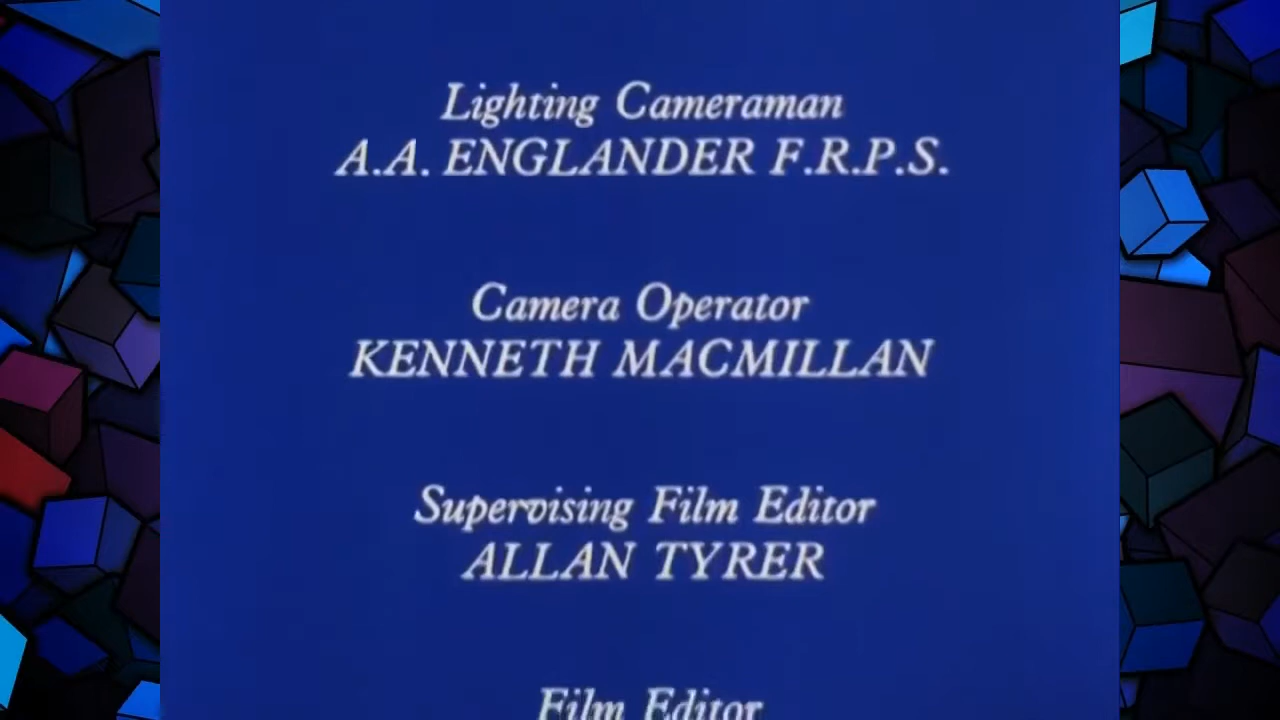 Lighting Cameraman
A.A. ENGLANDER F.R.P.S.
Camera Operator
KENNETH MACMILLAN
Supervising Film Editor
ALLAN TYRER
Film Editor